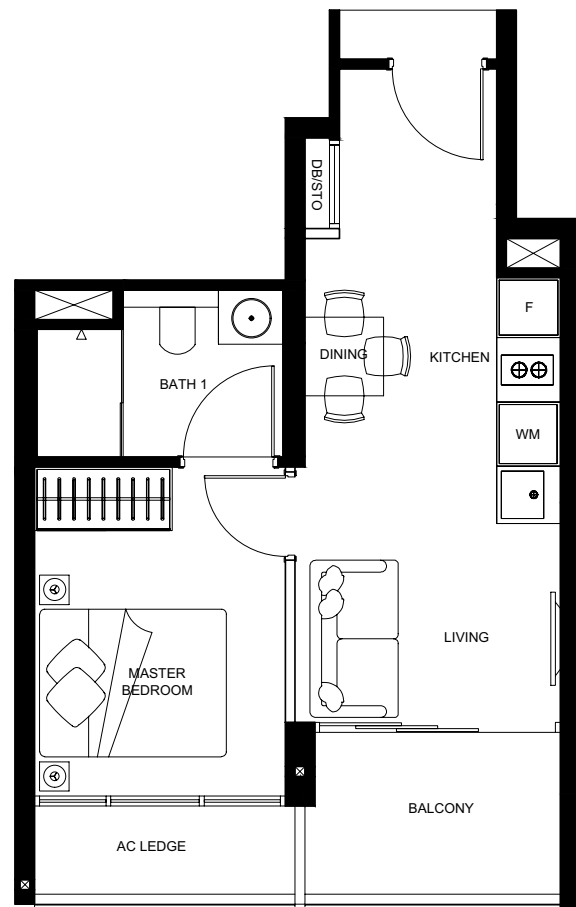 DB/STO
F
DINING
KITCHEN
BATH 1
WM
LIVING
MASTER
BEDROOM
BALCONY
AC LEDGE